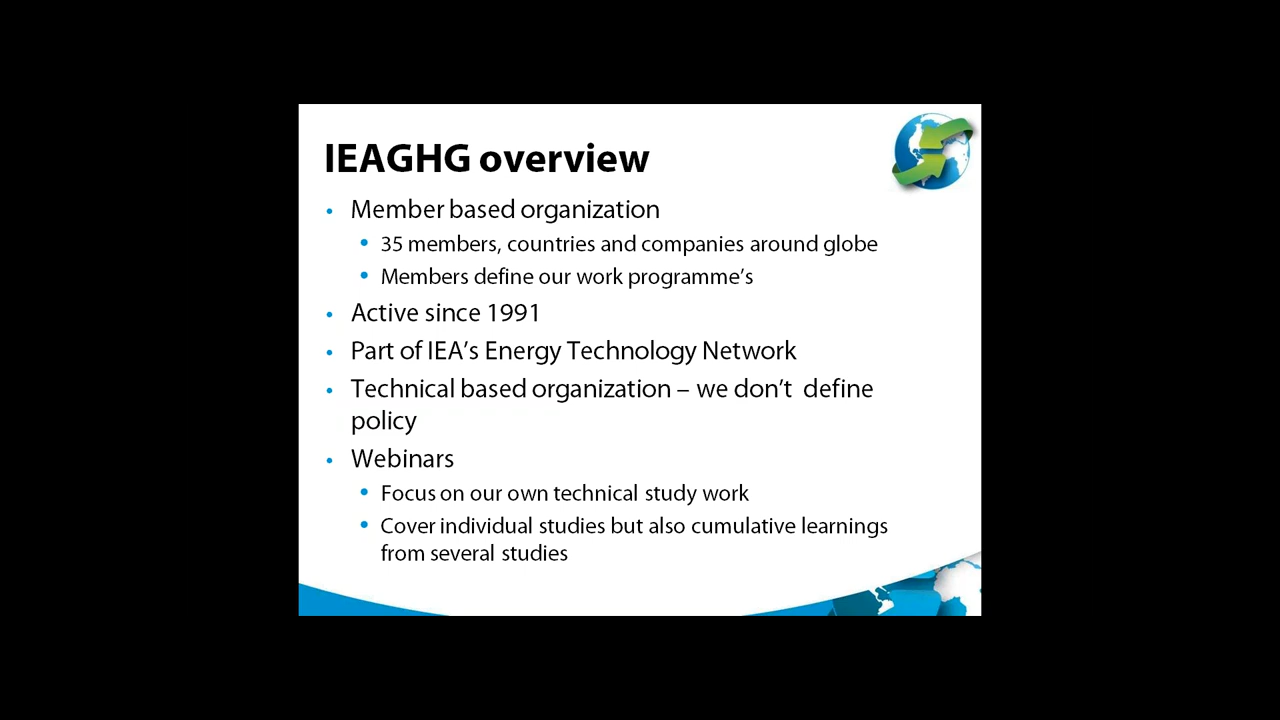 IEAGHG overview
• Member based organization
• 35 members, countries and companies around globe
• Members define our work programme’s
• Active since 1991
• Part of IEA’s Energy Technology Network
• Technical based organization – we don’t define
policy
• Webinars
• Focus on our own technical study work
• Cover individual studies but also cumulative learnings
from several studies